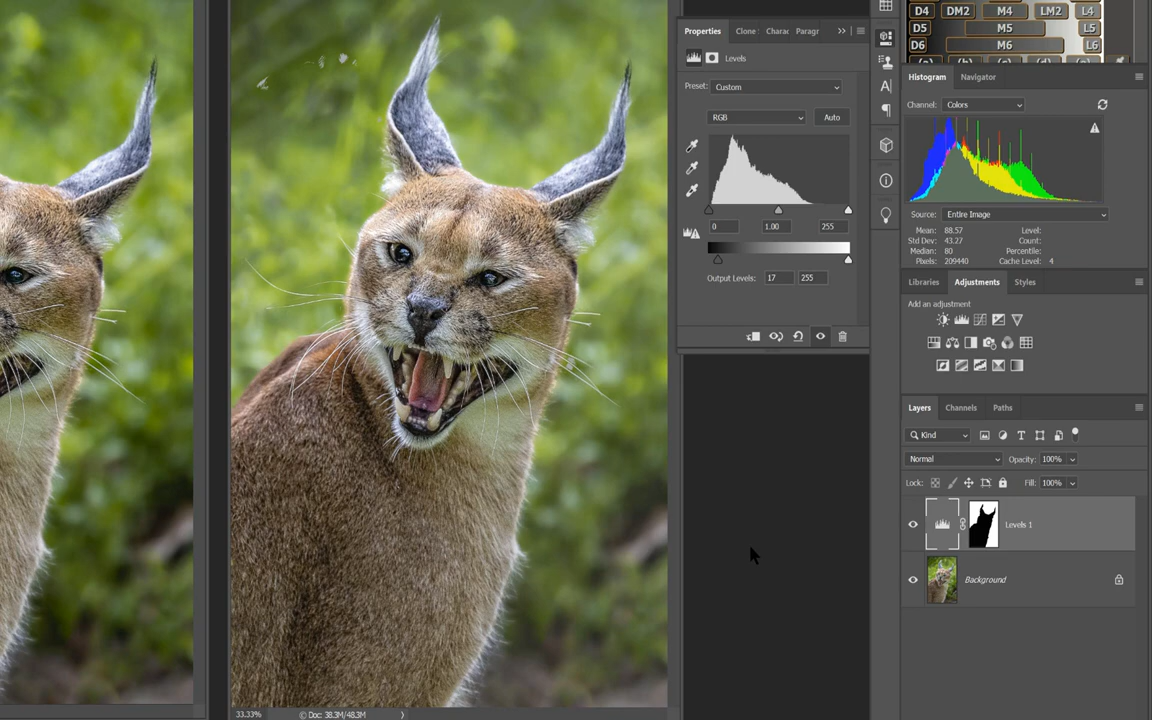 D4 DM2 M4 LM2 L4
D5 M5 L5
D6 M6 L6
Properties Clone Charac Paragr
Levels
Preset: Custom
RGB Auto
0 1.00 255
Output Levels: 17 255
Histogram Navigator
Channel: Colors
Source: Entire Image
Mean: 88.57 Level:
Std Dev: 43.27 Count:
Median: 80 Percentile:
Pixels: 209440 Cache Level: 4
Libraries Adjustments Styles
Add an adjustment
Layers Channels Paths
Kind
Normal Opacity: 100%
Lock: Fill: 100%
Levels 1
Background
33.33% © Doc: 38.3M/48.3M